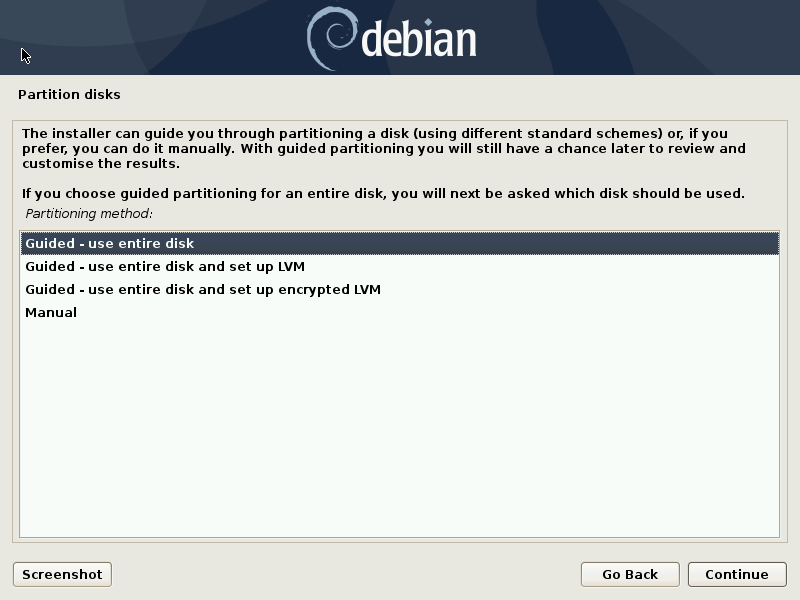 debian
Partition disks
The installer can guide you through partitioning a disk (using different standard schemes) or, if you
prefer, you can do it manually. With guided partitioning you will still have a chance later to review and
customise the results.
If you choose guided partitioning for an entire disk, you will next be asked which disk should be used.
Partitioning method:
Guided - use entire disk
Guided - use entire disk and set up LVM
Guided - use entire disk and set up encrypted LVM
Manual
Screenshot
Go Back
Continue